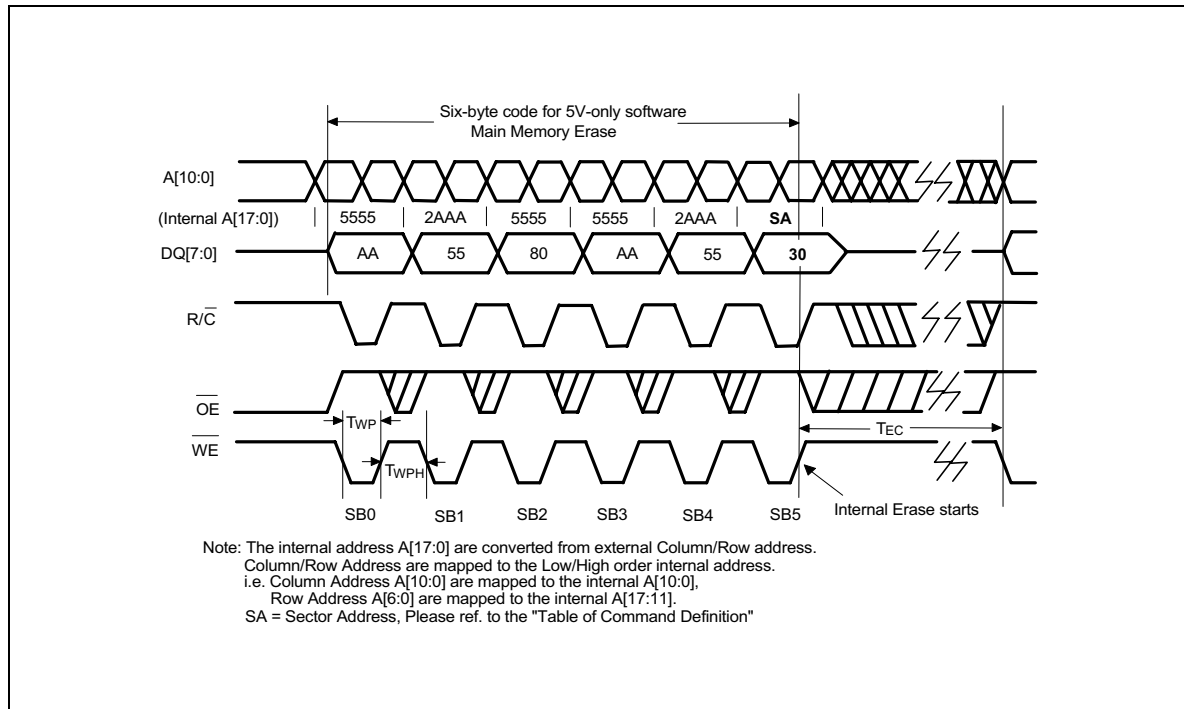 Six-byte code for 5V-only software
Main Memory Erase
A[10:0]
(Internal A[17:0])
5555 2AAA 5555 5555 2AAA SA
DQ[7:0]
AA 55 80 AA 55 30
R/C̅
O̅E̅
TWP
TEC
W̅E̅
TWPH
Internal Erase starts
SB0 SB1 SB2 SB3 SB4 SB5
Note: The internal address A[17:0] are converted from external Column/Row address.
Column/Row Address are mapped to the Low/High order internal address.
i.e. Column Address A[10:0] are mapped to the internal A[10:0],
Row Address A[6:0] are mapped to the internal A[17:11].
SA = Sector Address, Please ref. to the "Table of Command Definition"